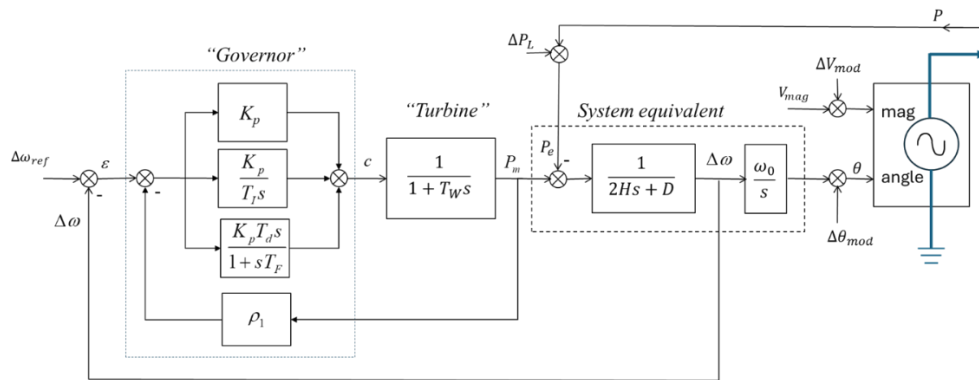 P
ΔP_L
"Governor"
ΔV_mod
K_p
"Turbine"
System equivalent
V_mag
mag
P_e
-
Δω_ref
ε
K_p
T_I s
c
1
1 + T_W s
P_m
1
2Hs + D
Δω
ω_0
s
θ
angle
-
-
Δω
K_p T_d s
1 + sT_F
Δθ_mod
ρ_1